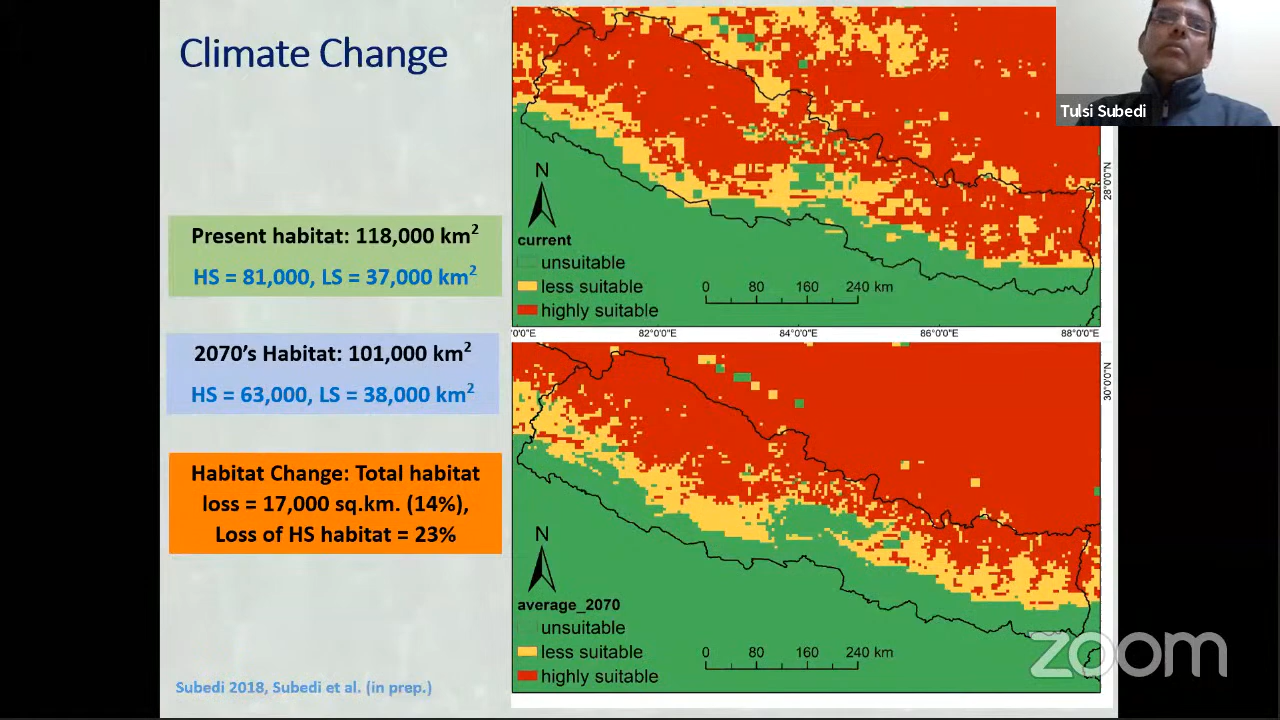 Climate Change
Tulsi Subedi
Present habitat: 118,000 km²
HS = 81,000, LS = 37,000 km²
2070's Habitat: 101,000 km²
HS = 63,000, LS = 38,000 km²
Habitat Change: Total habitat
loss = 17,000 sq.km. (14%),
Loss of HS habitat = 23%
Subedi 2018, Subedi et al. (in prep.)
N
current
unsuitable
less suitable
highly suitable
0 80 160 240 km
28°0'0"N
'0'0"E 82°0'0"E 84°0'0"E 86°0'0"E 88°0'0"E
30°0'0"N
N
average_2070
unsuitable
less suitable
highly suitable
0 80 160 240 km
zoom